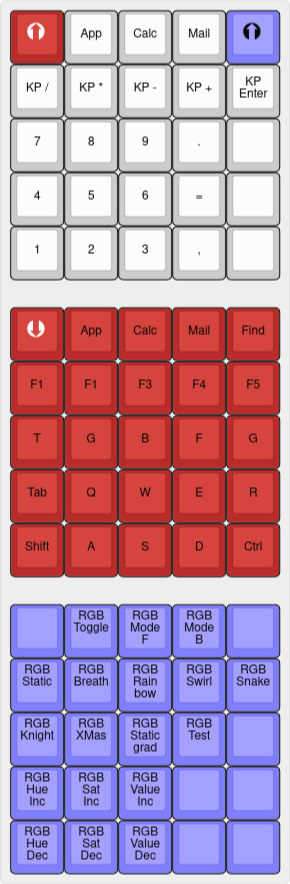 App Calc Mail
KP / KP * KP - KP + KP Enter
7 8 9 .
4 5 6 =
1 2 3 ,
App Calc Mail Find
F1 F1 F3 F4 F5
T G B F G
Tab Q W E R
Shift A S D Ctrl
RGB Toggle RGB Mode F RGB Mode B
RGB Static RGB Breath RGB Rain bow RGB Swirl RGB Snake
RGB Knight RGB XMas RGB Static grad RGB Test
RGB Hue Inc RGB Sat Inc RGB Value Inc
RGB Hue Dec RGB Sat Dec RGB Value Dec